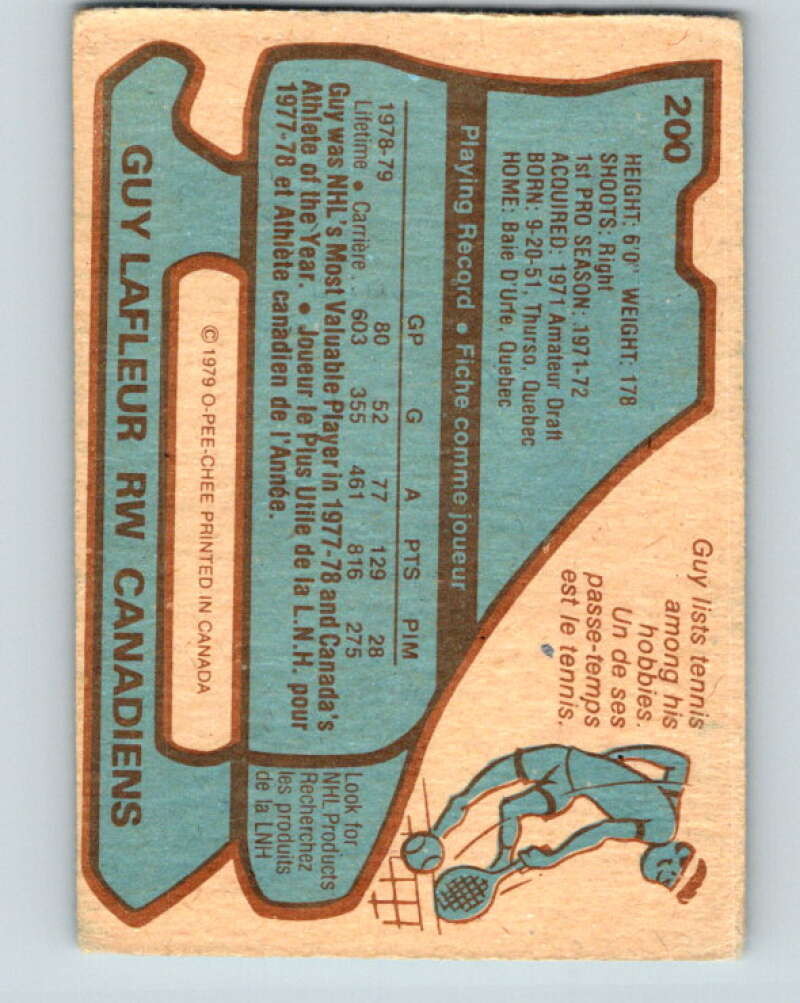 200
HEIGHT: 6'0" WEIGHT: 178
SHOOTS: Right
1st PRO SEASON: 1971-72
ACQUIRED: 1971 Amateur Draft
BORN: 9-20-51, Thurso, Quebec
HOME: Baie D'Urfe, Quebec
Guy lists tennis
among his
hobbies.
Un de ses
passe-temps
est le tennis.
Playing Record • Fiche comme joueur
GP G A PTS PIM
1978-79 80 52 77 129 28
Lifetime • Carrière . . 603 355 461 816 275
Guy was NHL's Most Valuable Player in 1977-78 and Canada's
Athlete of the Year. • Joueur le Plus Utile de la L.N.H. pour
1977-78 et Athlète canadien de l'Année.
Look for
NHL Products
Recherchez
les produits
de la LNH
© 1979 O-PEE-CHEE PRINTED IN CANADA
GUY LAFLEUR RW CANADIENS